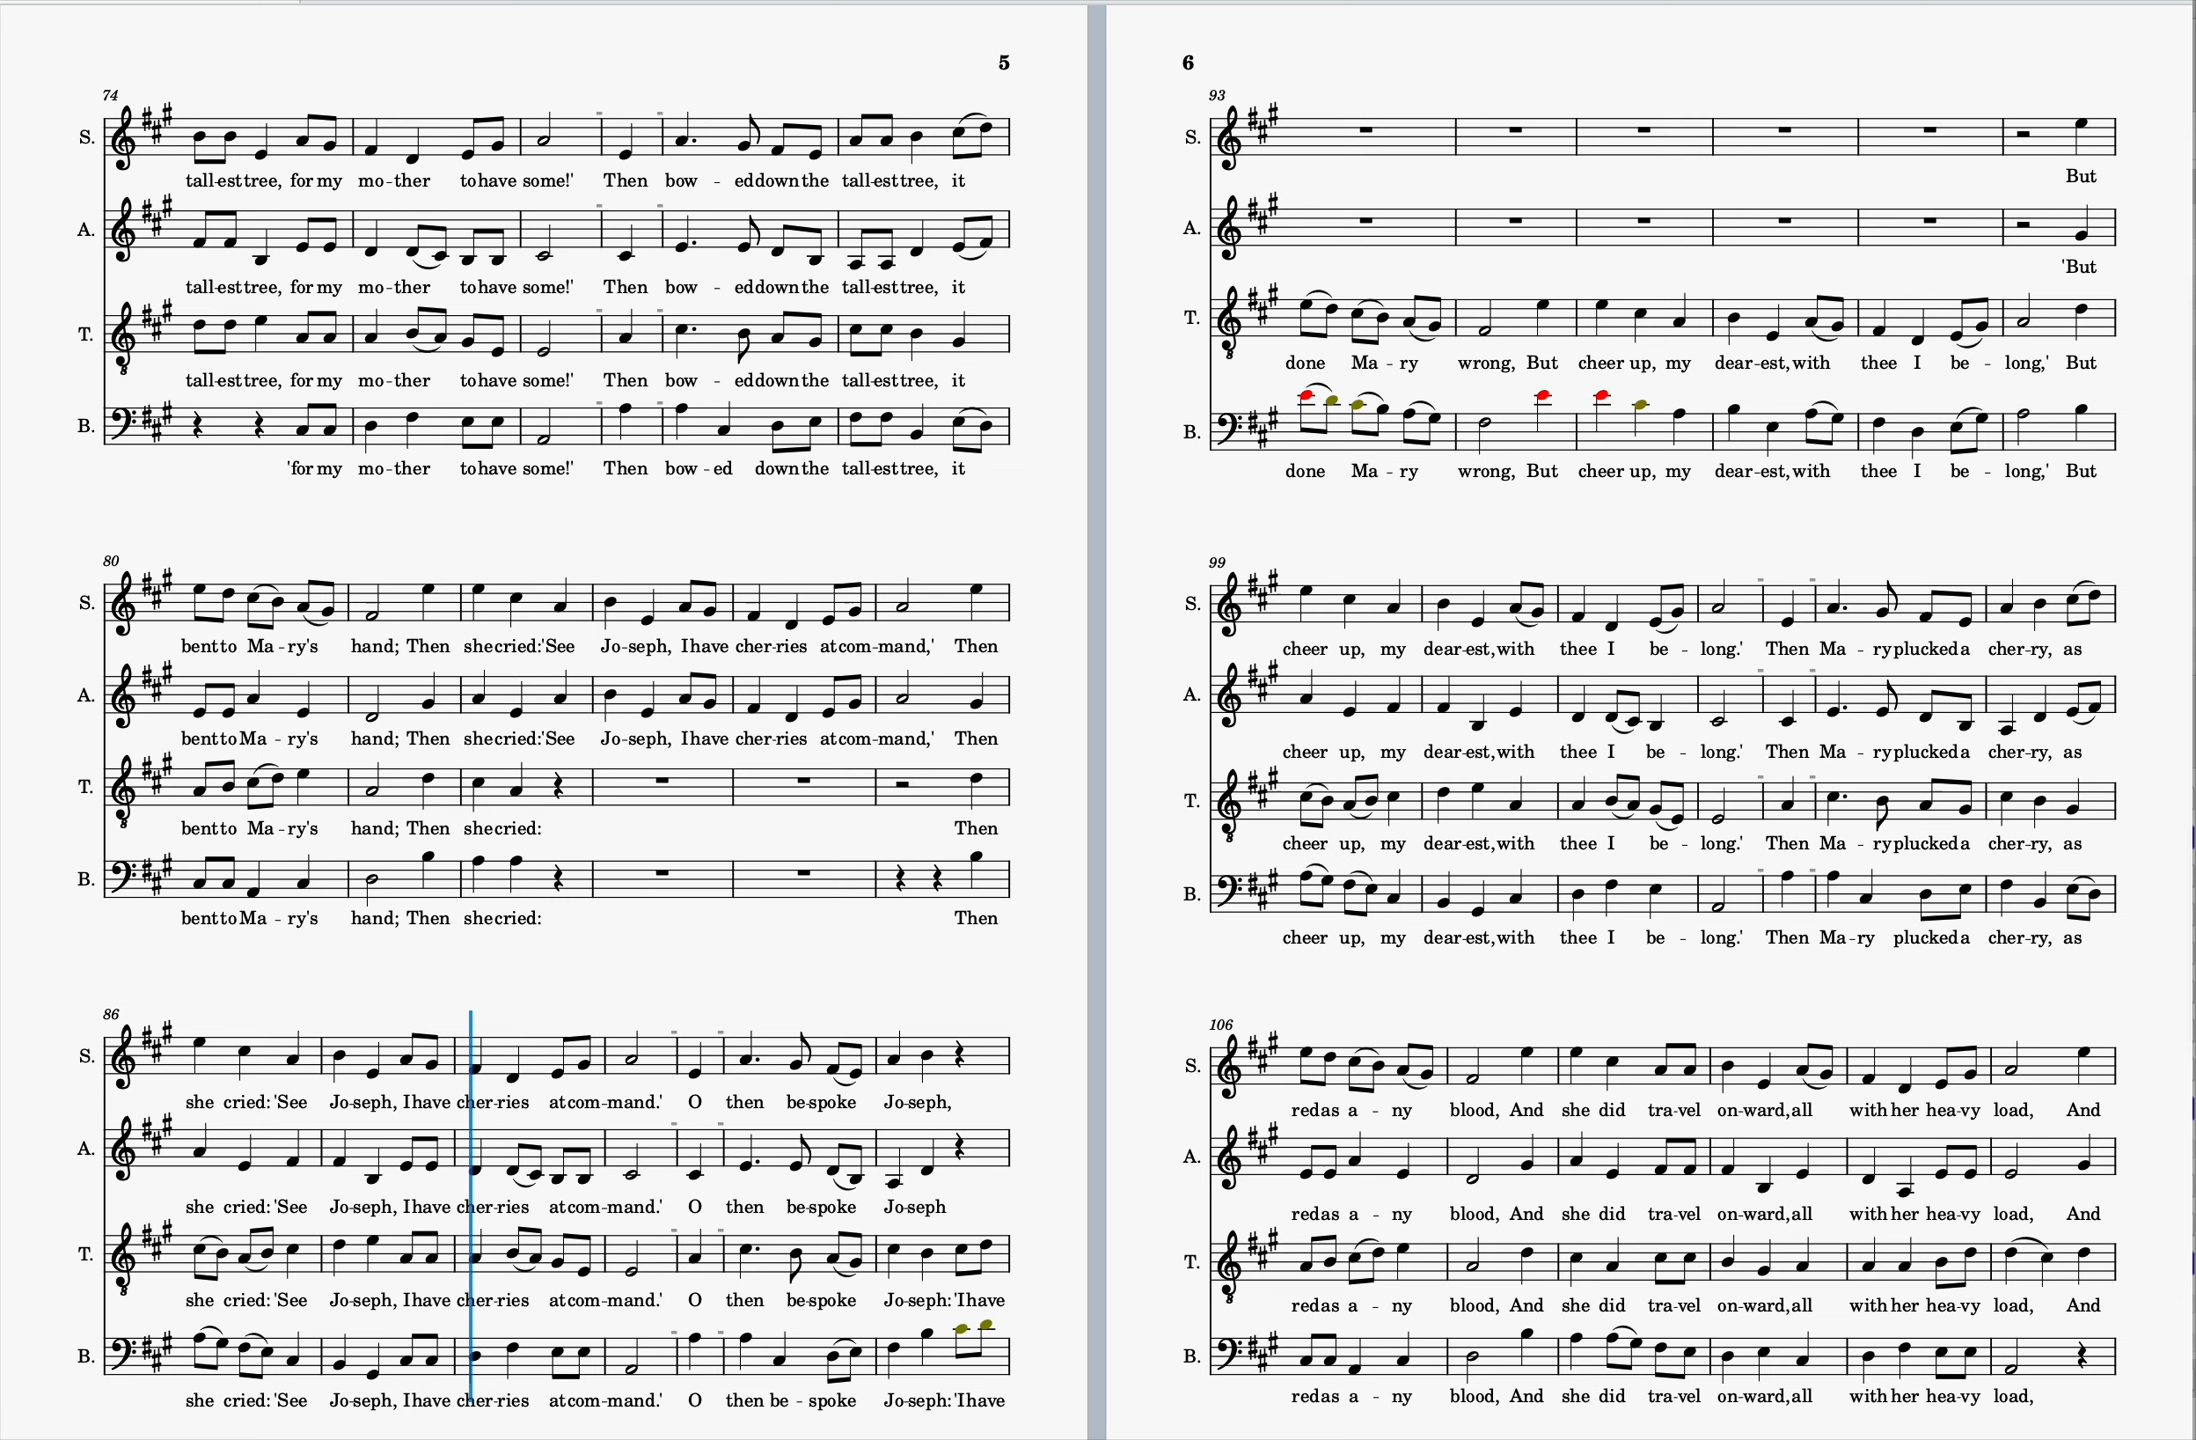 5
74
S. tall-est tree, for my mo-ther to have some!' Then bow - ed down the tall-est tree, it
A. tall-est tree, for my mo-ther to have some!' Then bow - ed down the tall-est tree, it
T. tall-est tree, for my mo-ther to have some!' Then bow - ed down the tall-est tree, it
B. 'for my mo-ther to have some!' Then bow-ed down the tall-est tree, it
80
S. bent to Ma-ry's hand; Then she cried: 'See Jo-seph, I have cher-ries at com-mand,' Then
A. bent to Ma-ry's hand; Then she cried: 'See Jo-seph, I have cher-ries at com-mand,' Then
T. bent to Ma-ry's hand; Then she cried: Then
B. bent to Ma-ry's hand; Then she cried: Then
86
S. she cried: 'See Jo-seph, I have cher-ries at com-mand.' O then be-spoke Jo-seph,
A. she cried: 'See Jo-seph, I have cher-ries at com-mand.' O then be-spoke Jo-seph
T. she cried: 'See Jo-seph, I have cher-ries at com-mand.' O then be-spoke Jo-seph: 'I have
B. she cried: 'See Jo-seph, I have cher-ries at com-mand.' O then be-spoke Jo-seph: 'I have
6
93
S. But
A. 'But
T. done Ma-ry wrong, But cheer up, my dear-est, with thee I be-long,' But
B. done Ma-ry wrong, But cheer up, my dear-est, with thee I be-long,' But
99
S. cheer up, my dear-est, with thee I be-long.' Then Ma-ry plucked a cher-ry, as
A. cheer up, my dear-est, with thee I be-long.' Then Ma-ry plucked a cher-ry, as
T. cheer up, my dear-est, with thee I be-long.' Then Ma-ry plucked a cher-ry, as
B. cheer up, my dear-est, with thee I be-long.' Then Ma-ry plucked a cher-ry, as
106
S. red as a-ny blood, And she did tra-vel on-ward, all with her hea-vy load, And
A. red as a-ny blood, And she did tra-vel on-ward, all with her hea-vy load, And
T. red as a-ny blood, And she did tra-vel on-ward, all with her hea-vy load, And
B. red as a-ny blood, And she did tra-vel on-ward, all with her hea-vy load,